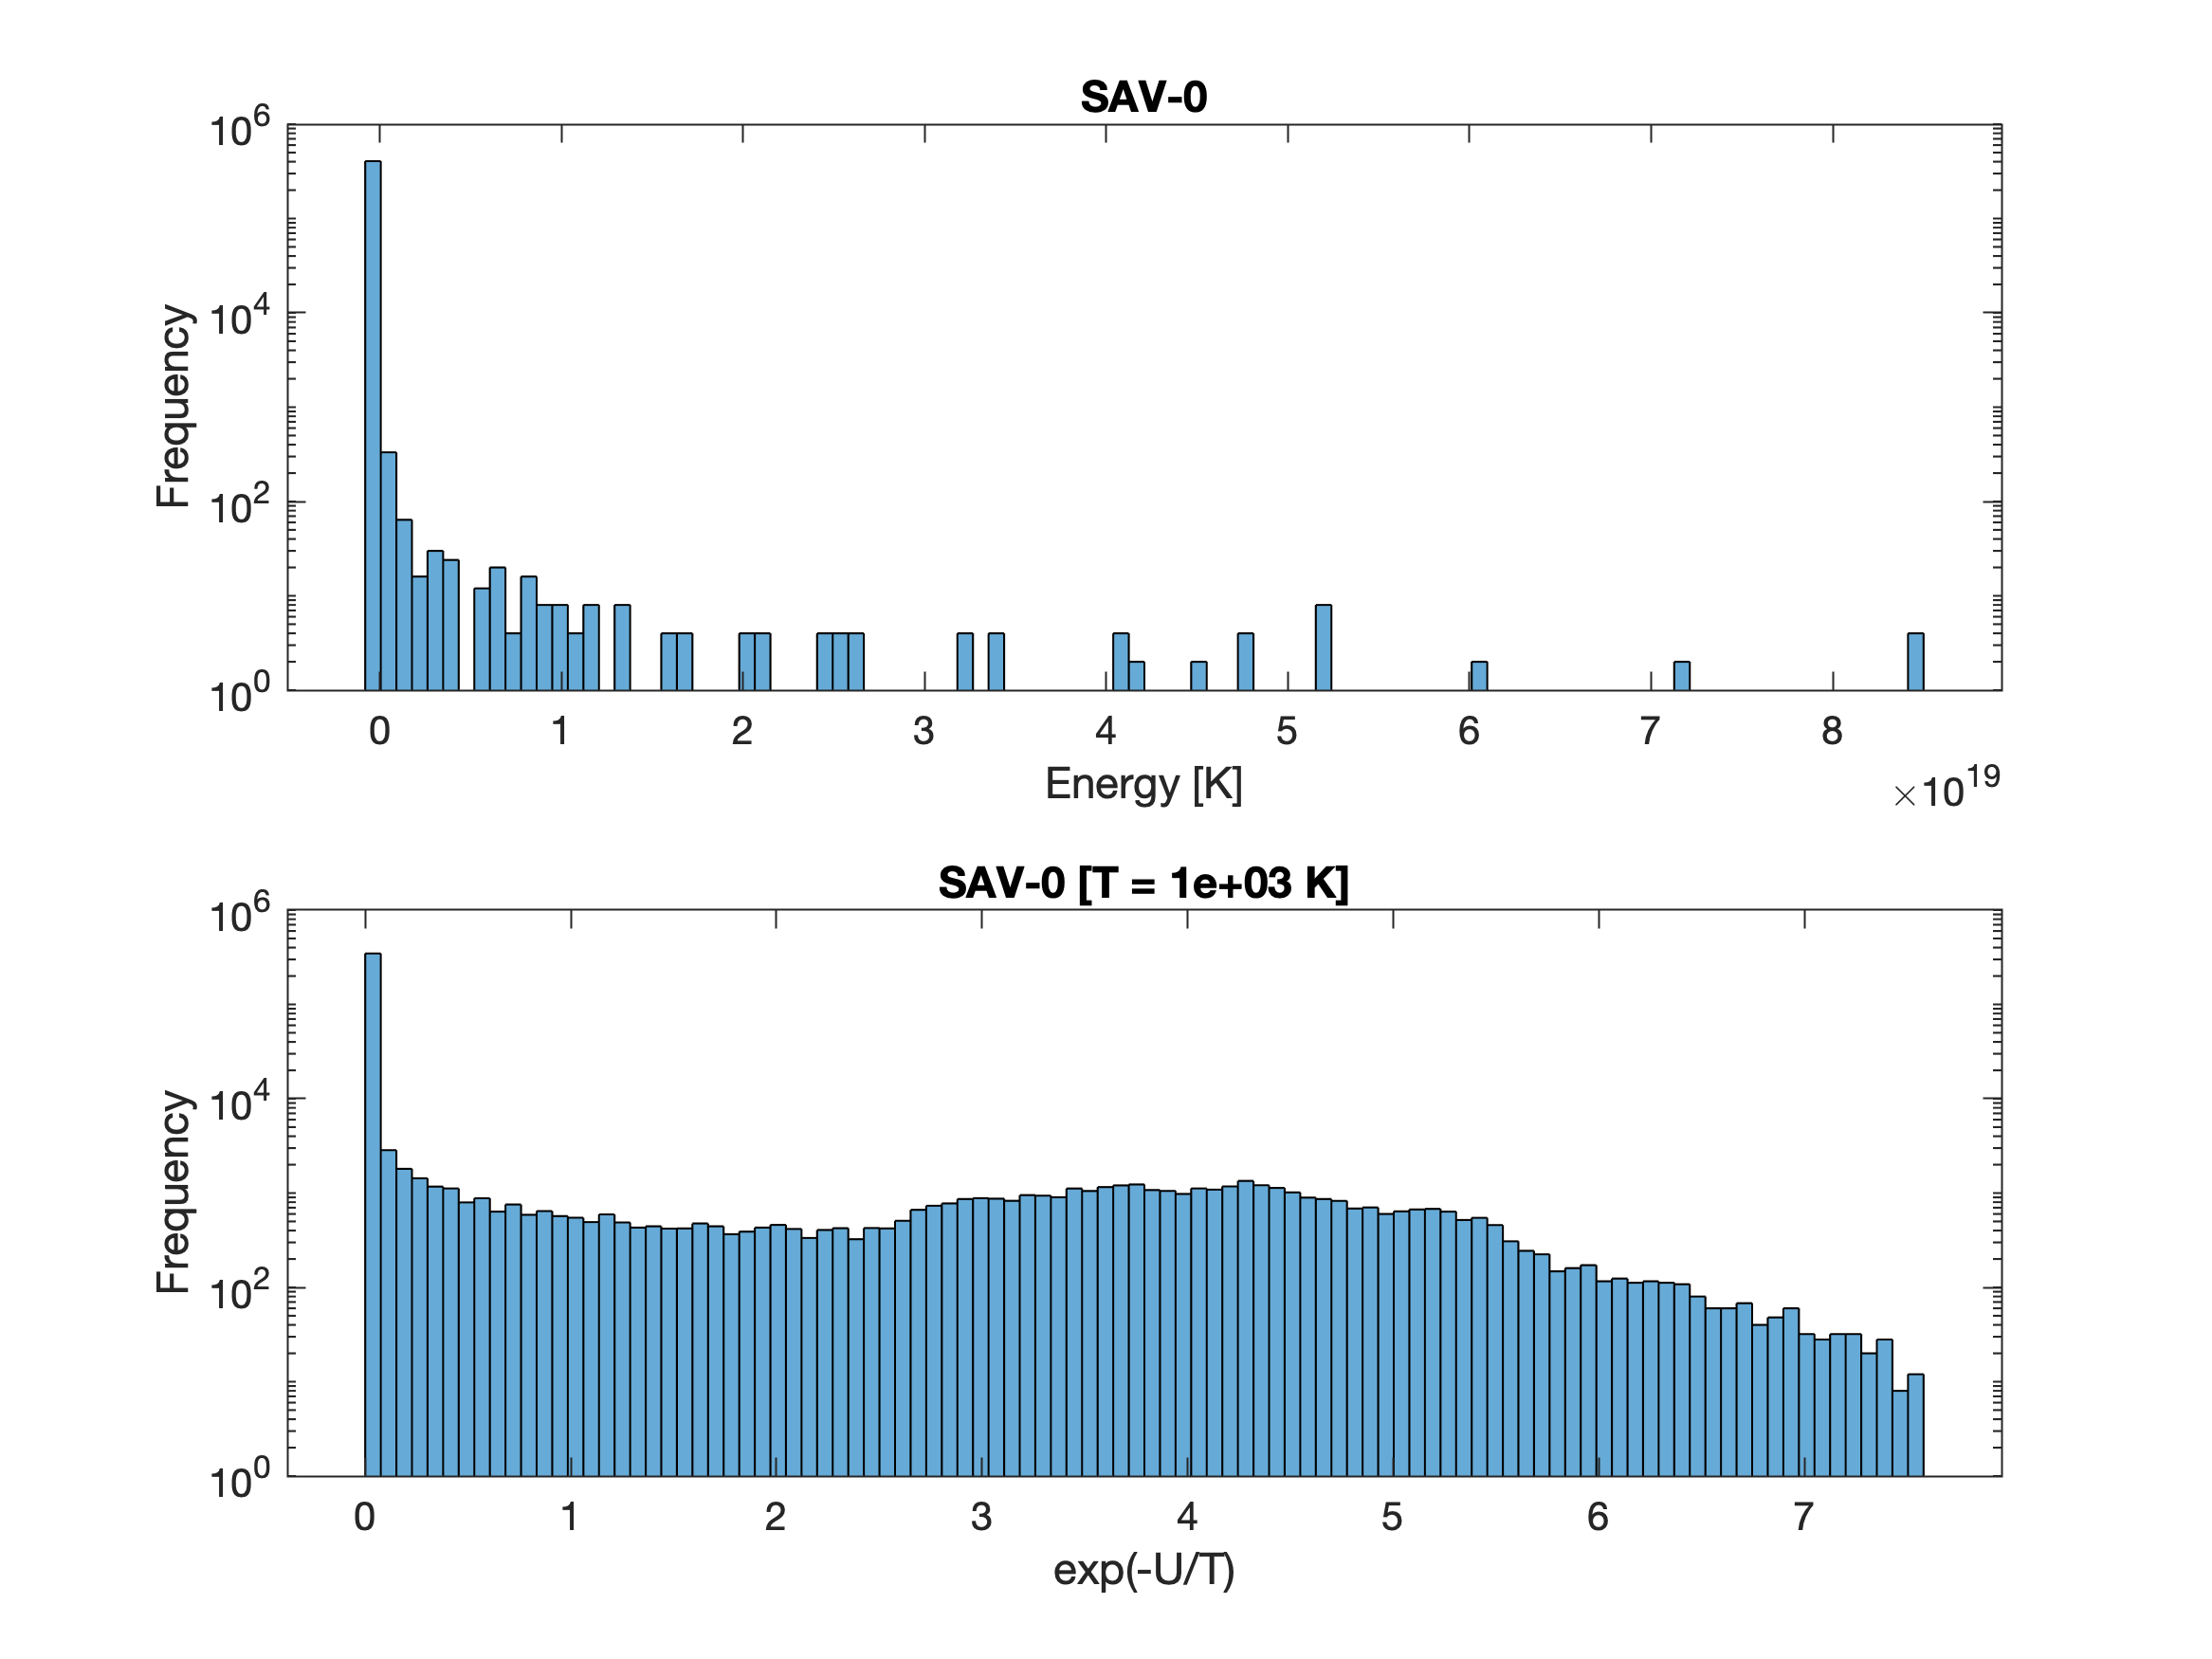 SAV-0
10^6
10^4
10^2
10^0
Frequency
0 1 2 3 4 5 6 7 8
Energy [K]
×10^19
SAV-0 [T = 1e+03 K]
10^6
10^4
10^2
10^0
Frequency
0 1 2 3 4 5 6 7
exp(-U/T)